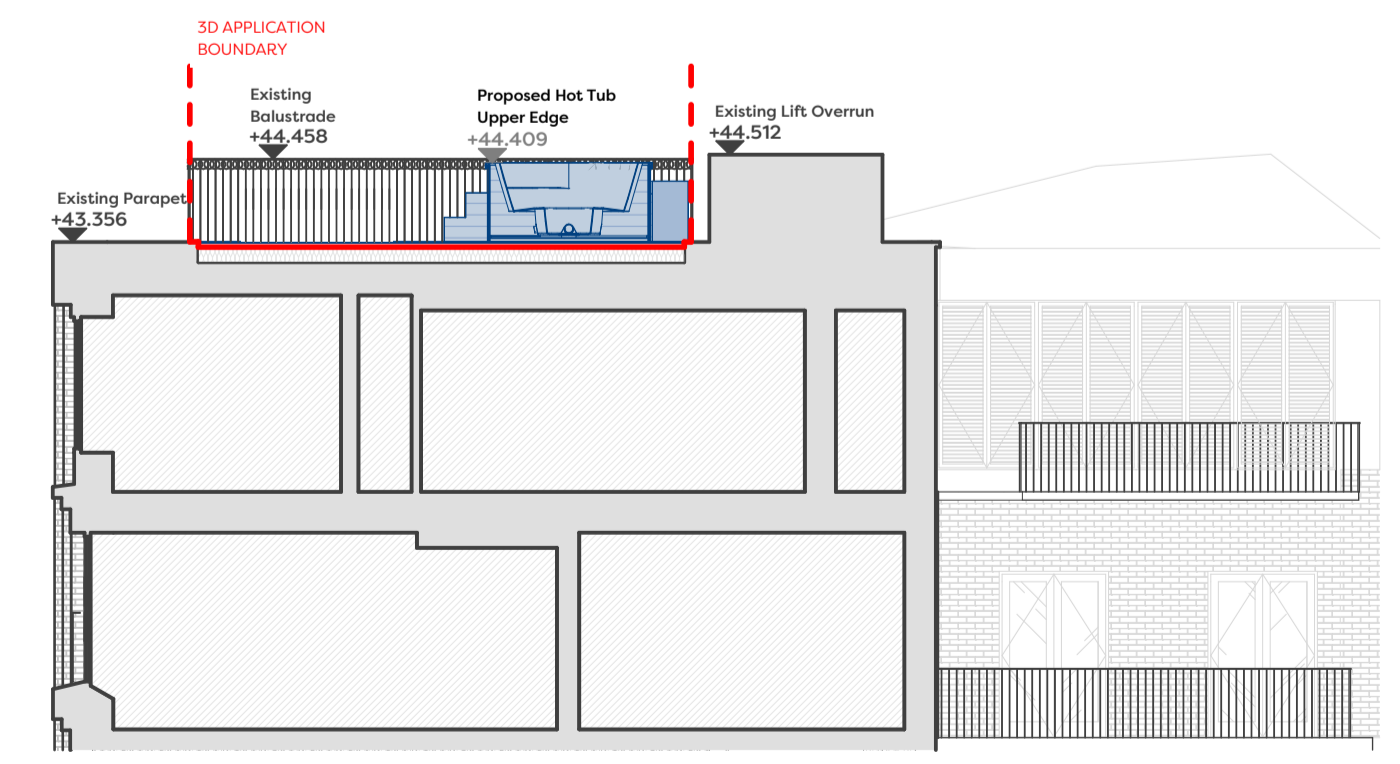 3D APPLICATION
BOUNDARY
Existing
Balustrade
+44.458
Proposed Hot Tub
Upper Edge
+44.409
Existing Lift Overrun
+44.512
Existing Parapet
+43.356